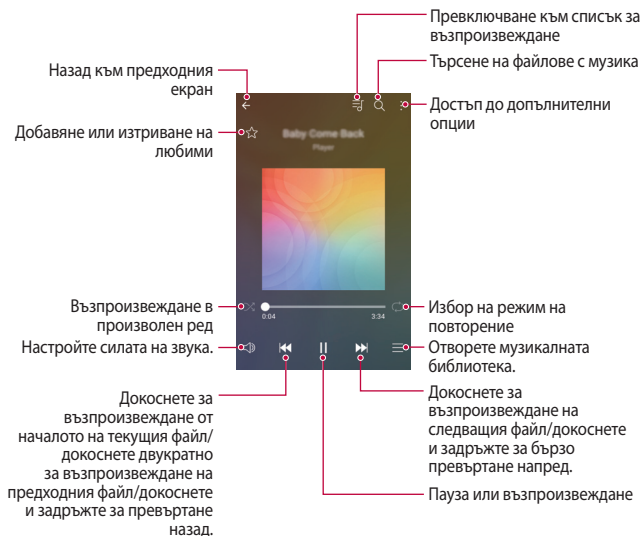 Превключване към списък за
възпроизвеждане
Търсене на файлове с музика
Достъп до допълнителни
опции
Назад към предходния
екран
Добавяне или изтриване на
любими
Baby Come Back
Player
Възпроизвеждане в
произволен ред
Настройте силата на звука.
0:04
3:34
Избор на режим на
повторение
Отворете музикалната
библиотека.
Докоснете за
възпроизвеждане от
началото на текущия файл/
докоснете двукратно
за възпроизвеждане на
предходния файл/докоснете
и задръжте за превъртане
назад.
Докоснете за
възпроизвеждане на
следващия файл/докоснете
и задръжте за бързо
превъртане напред.
Пауза или възпроизвеждане